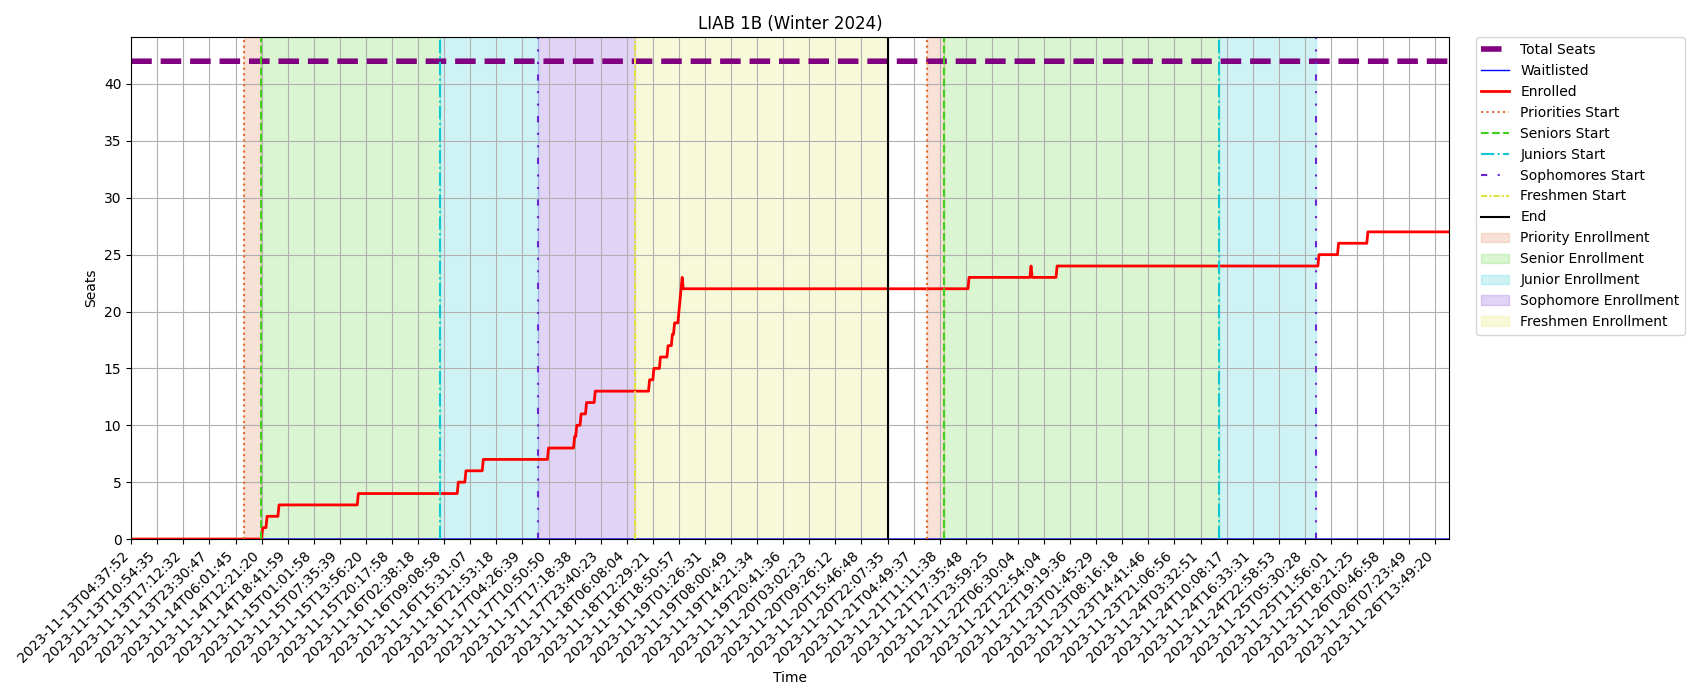 LIAB 1B (Winter 2024)
Seats
40
35
30
25
20
15
10
5
0
2023-11-13T04:37:52
2023-11-13T10:54:35
2023-11-13T17:12:32
2023-11-13T23:30:47
2023-11-14T06:01:45
2023-11-14T12:21:20
2023-11-14T18:41:59
2023-11-15T01:01:58
2023-11-15T07:35:39
2023-11-15T13:56:20
2023-11-15T20:17:58
2023-11-16T02:38:18
2023-11-16T09:08:58
2023-11-16T15:31:07
2023-11-16T21:53:18
2023-11-17T04:26:39
2023-11-17T10:50:50
2023-11-17T17:18:38
2023-11-17T23:40:23
2023-11-18T06:08:04
2023-11-18T12:29:21
2023-11-18T18:50:57
2023-11-19T01:26:31
2023-11-19T08:00:49
2023-11-19T14:21:34
2023-11-19T20:41:36
2023-11-20T03:02:23
2023-11-20T09:26:12
2023-11-20T15:46:48
2023-11-20T22:07:35
2023-11-21T04:49:37
2023-11-21T11:11:38
2023-11-21T17:35:48
2023-11-21T23:59:25
2023-11-22T06:30:04
2023-11-22T12:54:04
2023-11-22T19:19:36
2023-11-23T01:45:29
2023-11-23T08:16:18
2023-11-23T14:41:46
2023-11-23T21:06:56
2023-11-24T03:32:51
2023-11-24T10:08:17
2023-11-24T16:33:31
2023-11-24T22:58:53
2023-11-25T05:30:28
2023-11-25T11:56:01
2023-11-25T18:21:25
2023-11-26T00:46:58
2023-11-26T07:23:49
2023-11-26T13:49:20
Time
Total Seats
Waitlisted
Enrolled
Priorities Start
Seniors Start
Juniors Start
Sophomores Start
Freshmen Start
End
Priority Enrollment
Senior Enrollment
Junior Enrollment
Sophomore Enrollment
Freshmen Enrollment